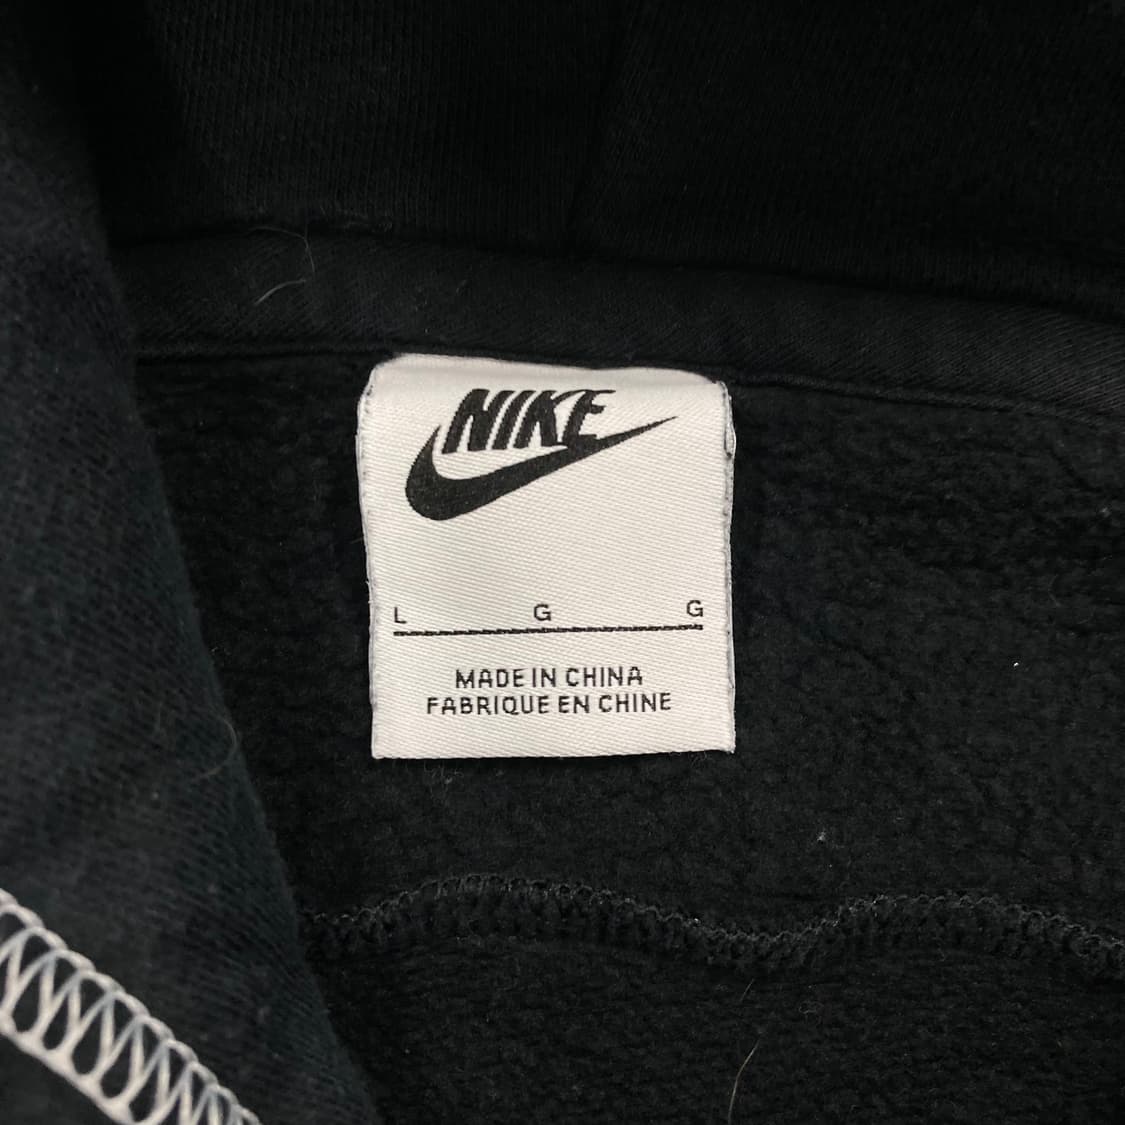 NIKE
L G G
MADE IN CHINA
FABRIQUE EN CHINE